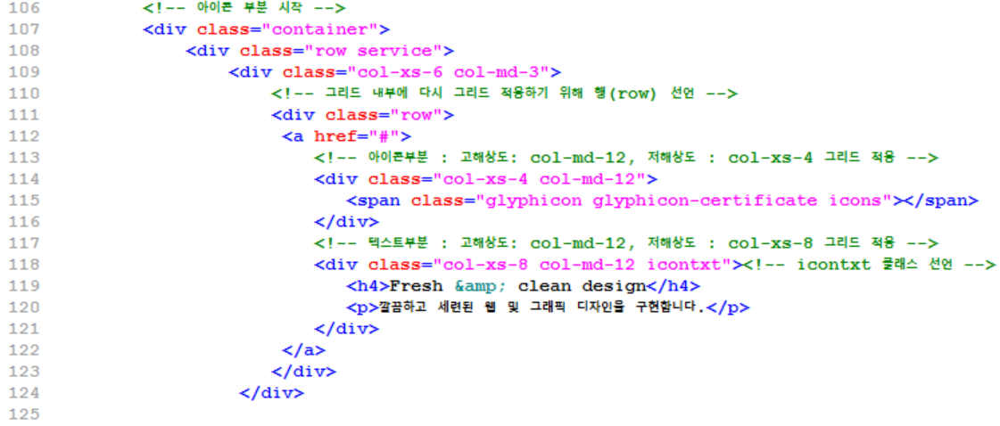 106 <!-- 아이콘 부분 시작 -->
107 <div class="container">
108 <div class="row service">
109 <div class="col-xs-6 col-md-3">
110 <!-- 그리드 내부에 다시 그리드 적용하기 위해 행(row) 선언 -->
111 <div class="row">
112 <a href="#">
113 <!-- 아이콘부분 : 고해상도: col-md-12, 저해상도 : col-xs-4 그리드 적용 -->
114 <div class="col-xs-4 col-md-12">
115 <span class="glyphicon glyphicon-certificate icons"></span>
116 </div>
117 <!-- 텍스트부분 : 고해상도: col-md-12, 저해상도 : col-xs-8 그리드 적용 -->
118 <div class="col-xs-8 col-md-12 icontxt"><!-- icontxt 클래스 선언 -->
119 <h4>Fresh &amp; clean design</h4>
120 <p>깔끔하고 세련된 웹 및 그래픽 디자인을 구현합니다.</p>
121 </div>
122 </a>
123 </div>
124 </div>
125